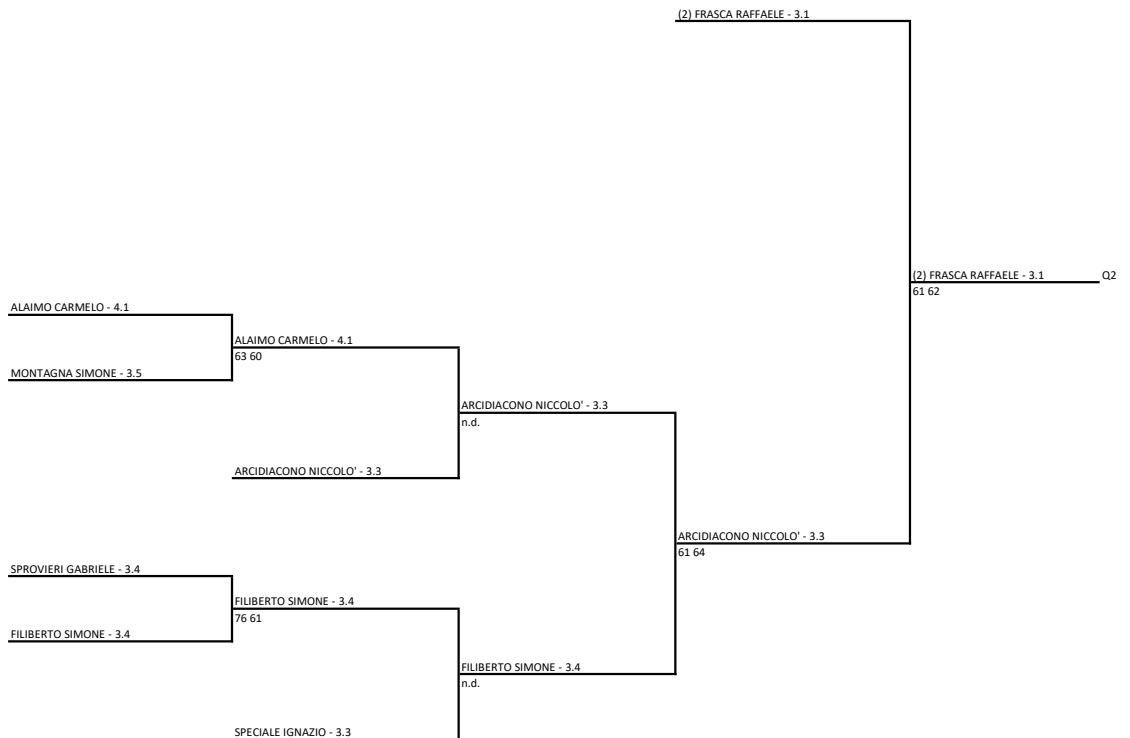 (2) FRASCA RAFFAELE - 3.1
(2) FRASCA RAFFAELE - 3.1 Q2
61 62
ALAIMO CARMELO - 4.1
ALAIMO CARMELO - 4.1
63 60
MONTAGNA SIMONE - 3.5
ARCIDIACONO NICCOLO' - 3.3
n.d.
ARCIDIACONO NICCOLO' - 3.3
ARCIDIACONO NICCOLO' - 3.3
61 64
SPROVIERI GABRIELE - 3.4
FILIBERTO SIMONE - 3.4
76 61
FILIBERTO SIMONE - 3.4
FILIBERTO SIMONE - 3.4
n.d.
SPECIALE IGNAZIO - 3.3